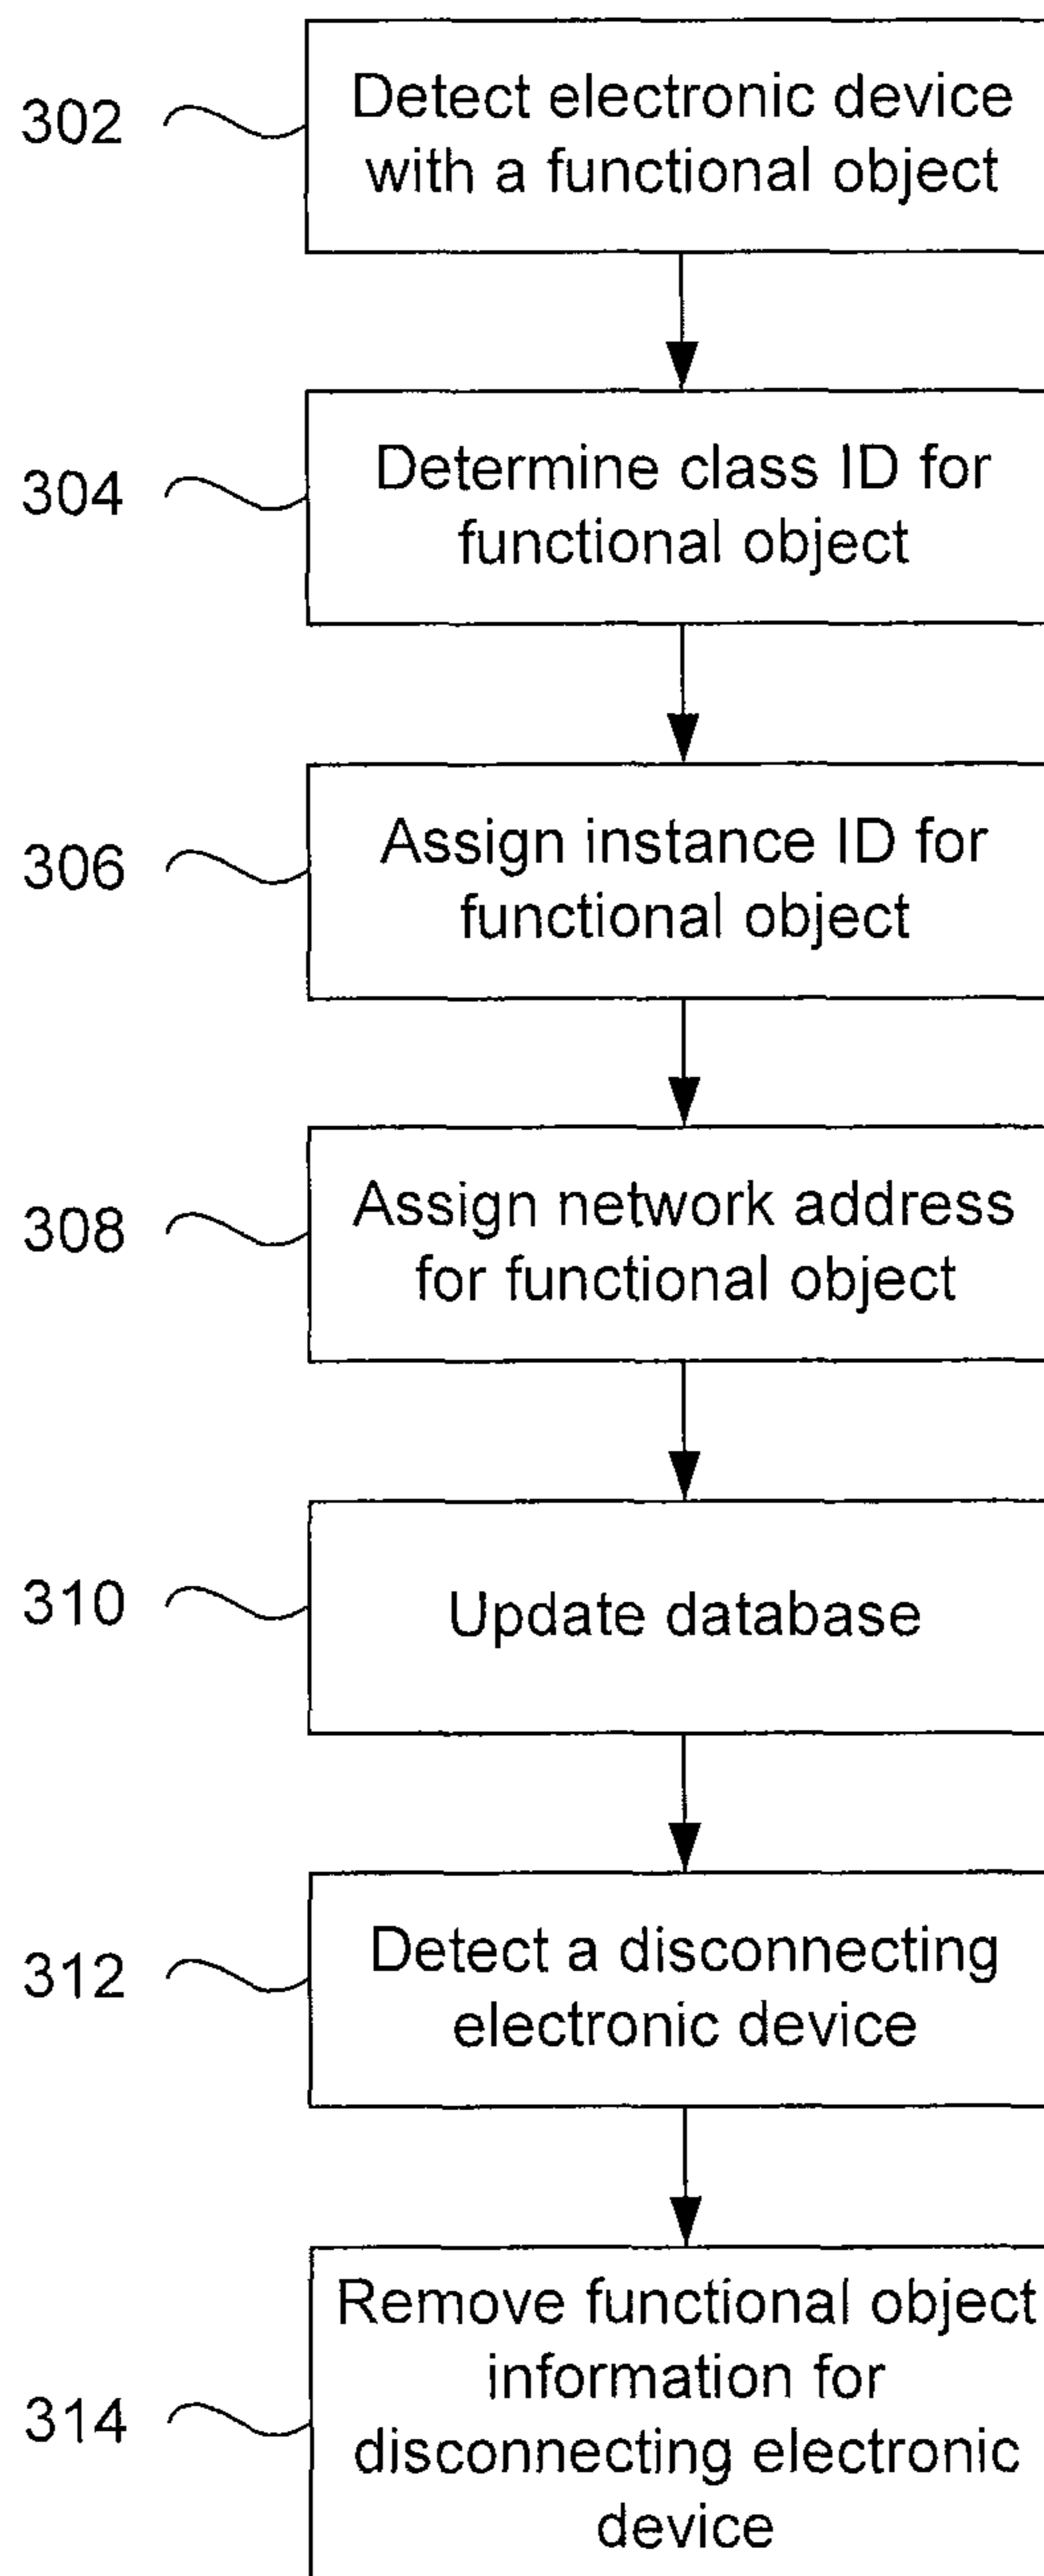 302
Detect electronic device
with a functional object
304
Determine class ID for
functional object
306
Assign instance ID for
functional object
308
Assign network address
for functional object
310
Update database
312
Detect a disconnecting
electronic device
314
Remove functional object
information for
disconnecting electronic
device